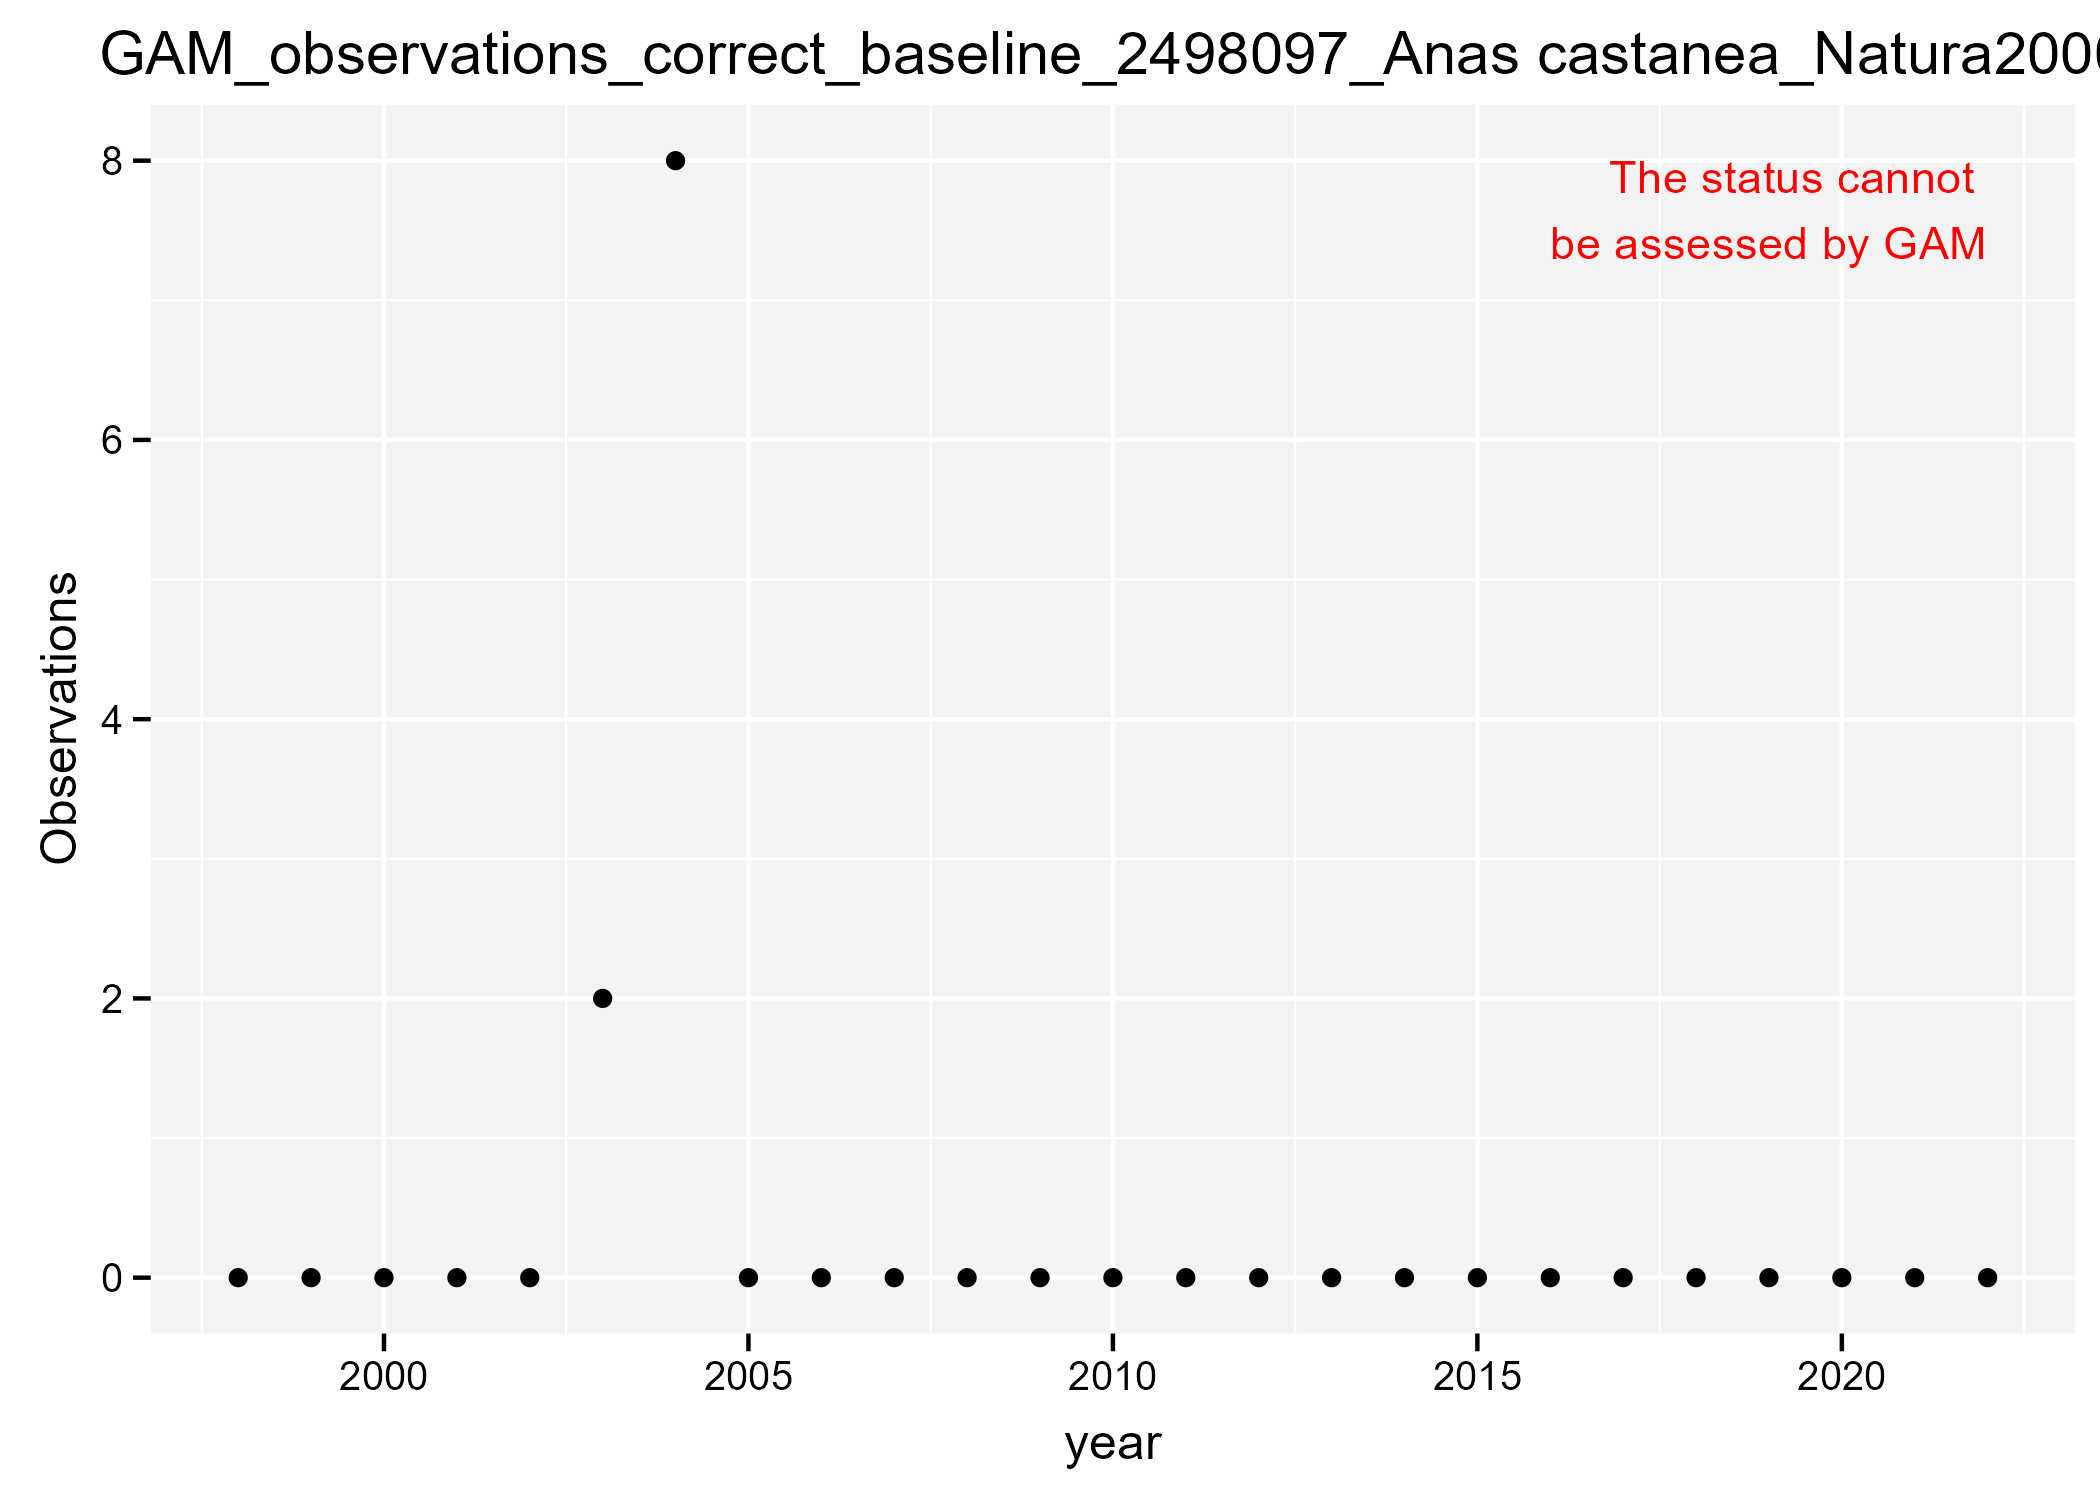 GAM_observations_correct_baseline_2498097_Anas castanea_Natura200
The status cannot
be assessed by GAM
8
6
4
2
0
Observations
2000 2005 2010 2015 2020
year